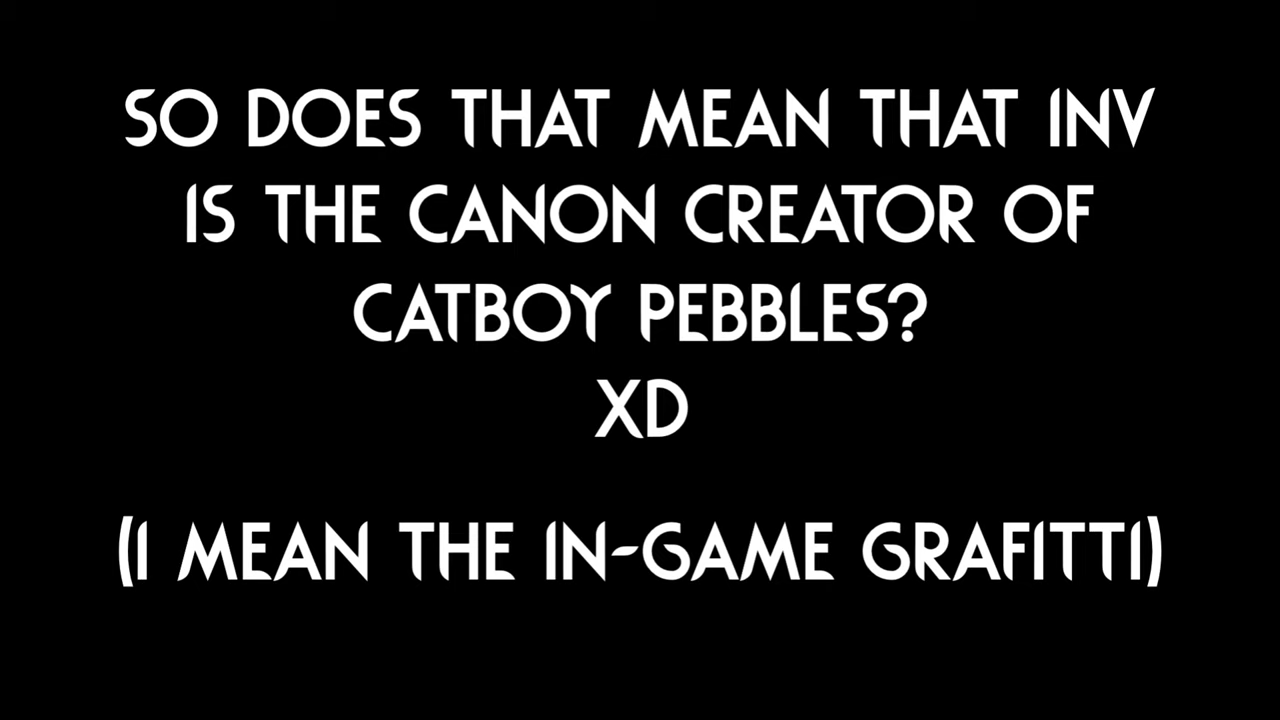 SO DOES THAT MEAN THAT INV
IS THE CANON CREATOR OF
CATBOY PEBBLES?
XD
(I MEAN THE IN-GAME GRAFITTI)